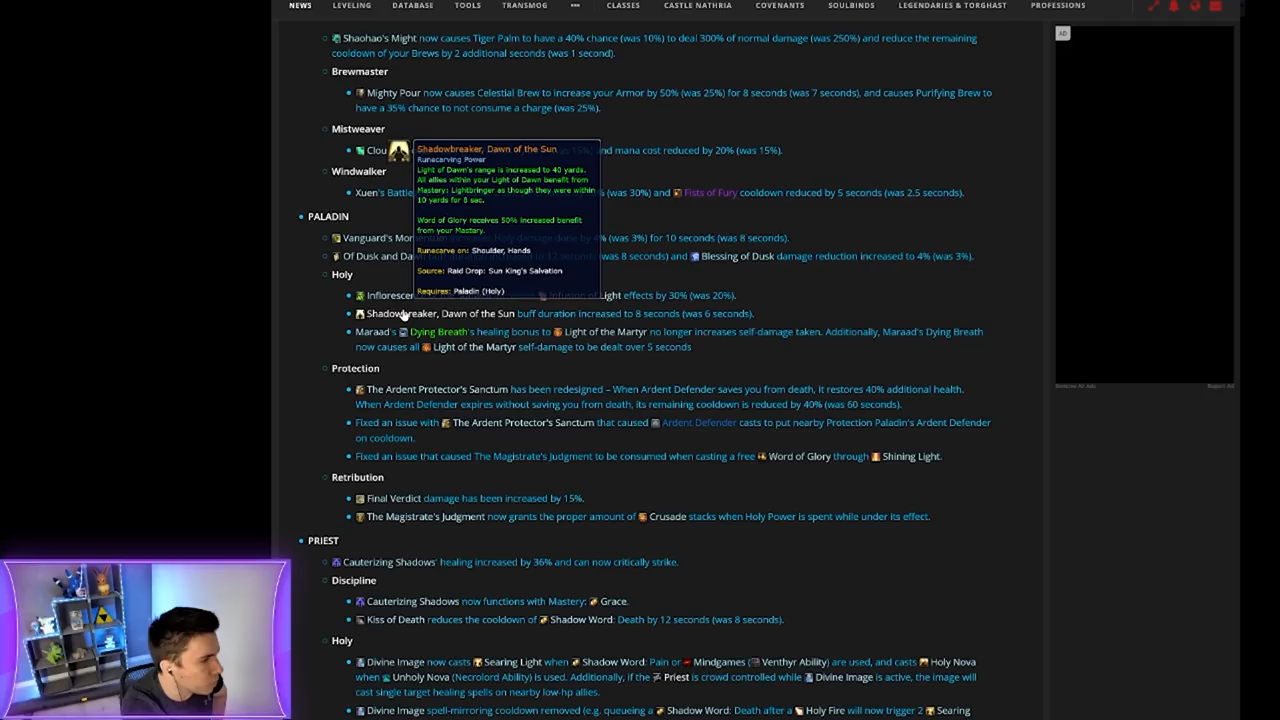 NEWS LEVELING DATABASE TOOLS TRANSMOG ••• CLASSES CASTLE NATHRIA COVENANTS SOULBINDS LEGENDARIES & TORGHAST PROFESSIONS
AD
Shaohao's Might now causes Tiger Palm to have a 40% chance (was 10%) to deal 300% of normal damage (was 250%) and reduce the remaining
cooldown of your Brews by 2 additional seconds (was 1 second).
Brewmaster
Mighty Pour now causes Celestial Brew to increase your Armor by 50% (was 25%) for 8 seconds (was 7 seconds), and causes Purifying Brew to
have a 35% chance to not consume a charge (was 25%).
Mistweaver
Clou and mana cost reduced by 20% (was 15%).
Shadowbreaker, Dawn of the Sun
Runecarving Power
Light of Dawn's range is increased to 40 yards.
All allies within your Light of Dawn benefit from
Mastery: Lightbringer as though they were within
10 yards for 8 sec.
Word of Glory receives 50% increased benefit
from your Mastery.
Runecarve on: Shoulder, Hands
Source: Raid Drop: Sun King's Salvation
Requires: Paladin (Holy)
Windwalker
Xuen's Battle (was 30%) and Fists of Fury cooldown reduced by 5 seconds (was 2.5 seconds).
PALADIN
Vanguard's Mom (was 3%) for 10 seconds (was 8 seconds).
Of Dusk and Da (was 8 seconds) and Blessing of Dusk damage reduction increased to 4% (was 3%).
Holy
Infloresce Infusion of Light effects by 30% (was 20%).
Shadowbreaker, Dawn of the Sun buff duration increased to 8 seconds (was 6 seconds).
Maraad's Dying Breath's healing bonus to Light of the Martyr no longer increases self-damage taken. Additionally, Maraad's Dying Breath
now causes all Light of the Martyr self-damage to be dealt over 5 seconds
Remove All Ads Report Ad
Protection
The Ardent Protector's Sanctum has been redesigned – When Ardent Defender saves you from death, it restores 40% additional health.
When Ardent Defender expires without saving you from death, its remaining cooldown is reduced by 40% (was 60 seconds).
Fixed an issue with The Ardent Protector's Sanctum that caused Ardent Defender casts to put nearby Protection Paladin's Ardent Defender
on cooldown.
Fixed an issue that caused The Magistrate's Judgment to be consumed when casting a free Word of Glory through Shining Light.
Retribution
Final Verdict damage has been increased by 15%.
The Magistrate's Judgment now grants the proper amount of Crusade stacks when Holy Power is spent while under its effect.
PRIEST
Cauterizing Shadows' healing increased by 36% and can now critically strike.
Discipline
Cauterizing Shadows now functions with Mastery: Grace.
Kiss of Death reduces the cooldown of Shadow Word: Death by 12 seconds (was 8 seconds).
Holy
Divine Image now casts Searing Light when Shadow Word: Pain or Mindgames (Venthyr Ability) are used, and casts Holy Nova
when Unholy Nova (Necrolord Ability) is used. Additionally, if the Priest is crowd controlled while Divine Image is active, the image will
cast single target healing spells on nearby low-hp allies.
Divine Image spell-mirroring cooldown removed (e.g. queueing a Shadow Word: Death after a Holy Fire will now trigger 2 Searing